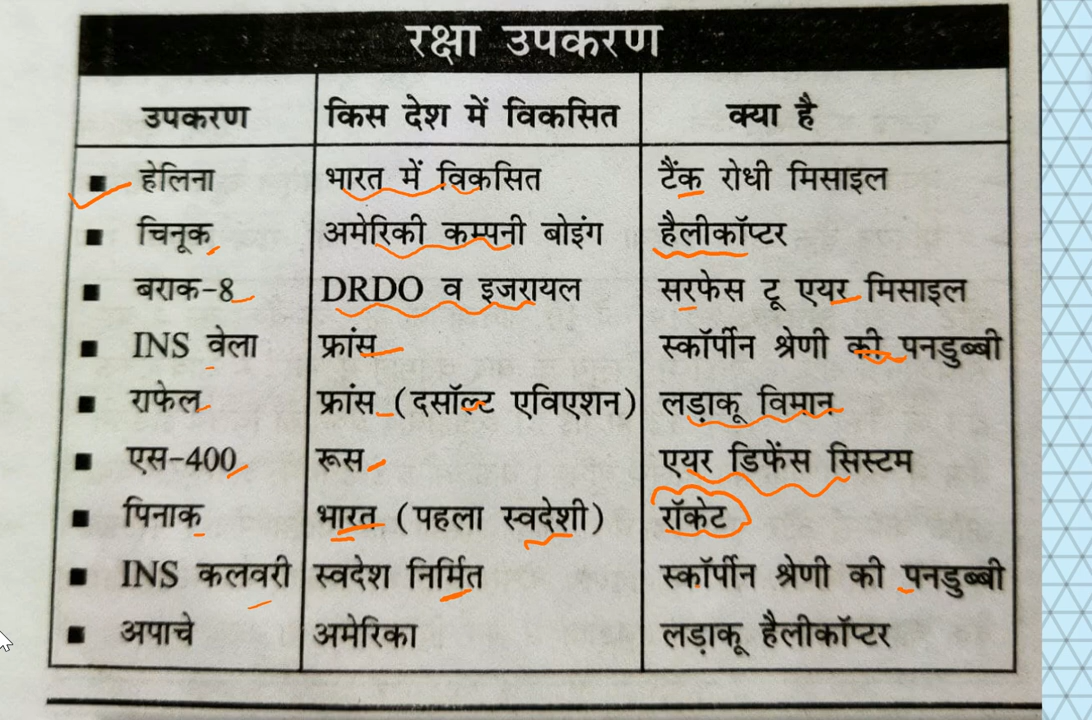 रक्षा उपकरण
उपकरण किस देश में विकसित क्या है
■ हेलिना भारत में विकसित टैंक रोधी मिसाइल
■ चिनूक अमेरिकी कम्पनी बोइंग हैलीकॉप्टर
■ बराक-8 DRDO व इजरायल सरफेस टू एयर मिसाइल
■ INS वेला फ्रांस स्कॉर्पीन श्रेणी की पनडुब्बी
■ राफेल फ्रांस (दसॉल्ट एविएशन) लड़ाकू विमान
■ एस-400 रूस एयर डिफेंस सिस्टम
■ पिनाक भारत (पहला स्वदेशी) रॉकेट
■ INS कलवरी स्वदेश निर्मित स्कॉर्पीन श्रेणी की पनडुब्बी
■ अपाचे अमेरिका लड़ाकू हैलीकॉप्टर